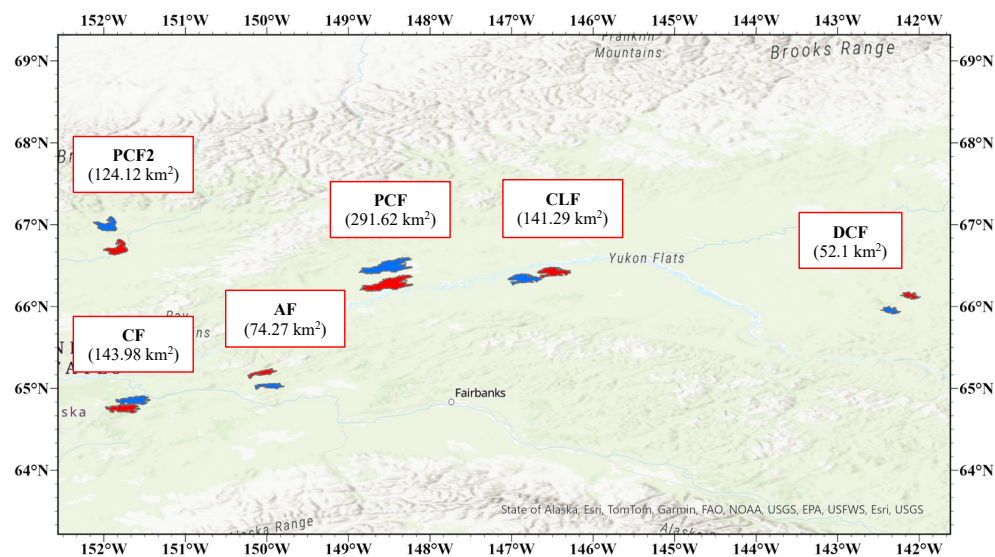 152°W 151°W 150°W 149°W 148°W 147°W 146°W 145°W 144°W 143°W 142°W
69°N 69°N
Mountains
Brooks Range
68°N 68°N
PCF2
(124.12 km²)
PCF
(291.62 km²)
CLF
(141.29 km²)
67°N 67°N
DCF
(52.1 km²)
Yukon Flats
66°N 66°N
AF
(74.27 km²)
CF
(143.98 km²)
65°N 65°N
Fairbanks
ska
64°N 64°N
State of Alaska, Esri, TomTom, Garmin, FAO, NOAA, USGS, EPA, USFWS, Esri, USGS
Range
152°W 151°W 150°W 149°W 148°W 147°W 146°W 145°W 144°W 143°W 142°W